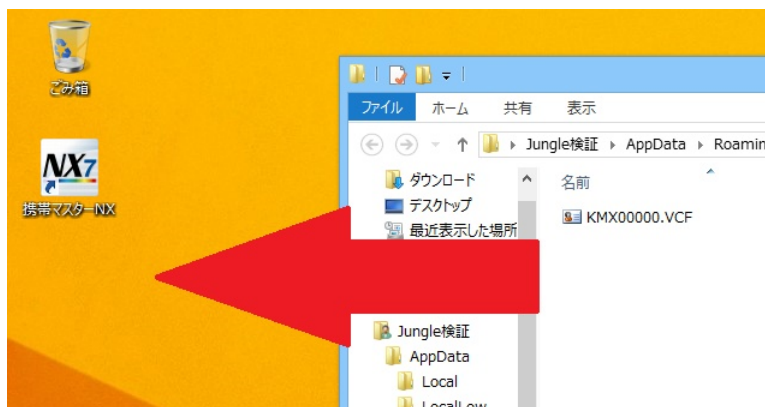 ごみ箱
NX7
携帯マスターNX
ファイル ホーム 共有 表示
Jungle検証 AppData Roamin
ダウンロード
デスクトップ
最近表示した場所
Jungle検証
AppData
Local
LocalLow
名前
KMX00000.VCF